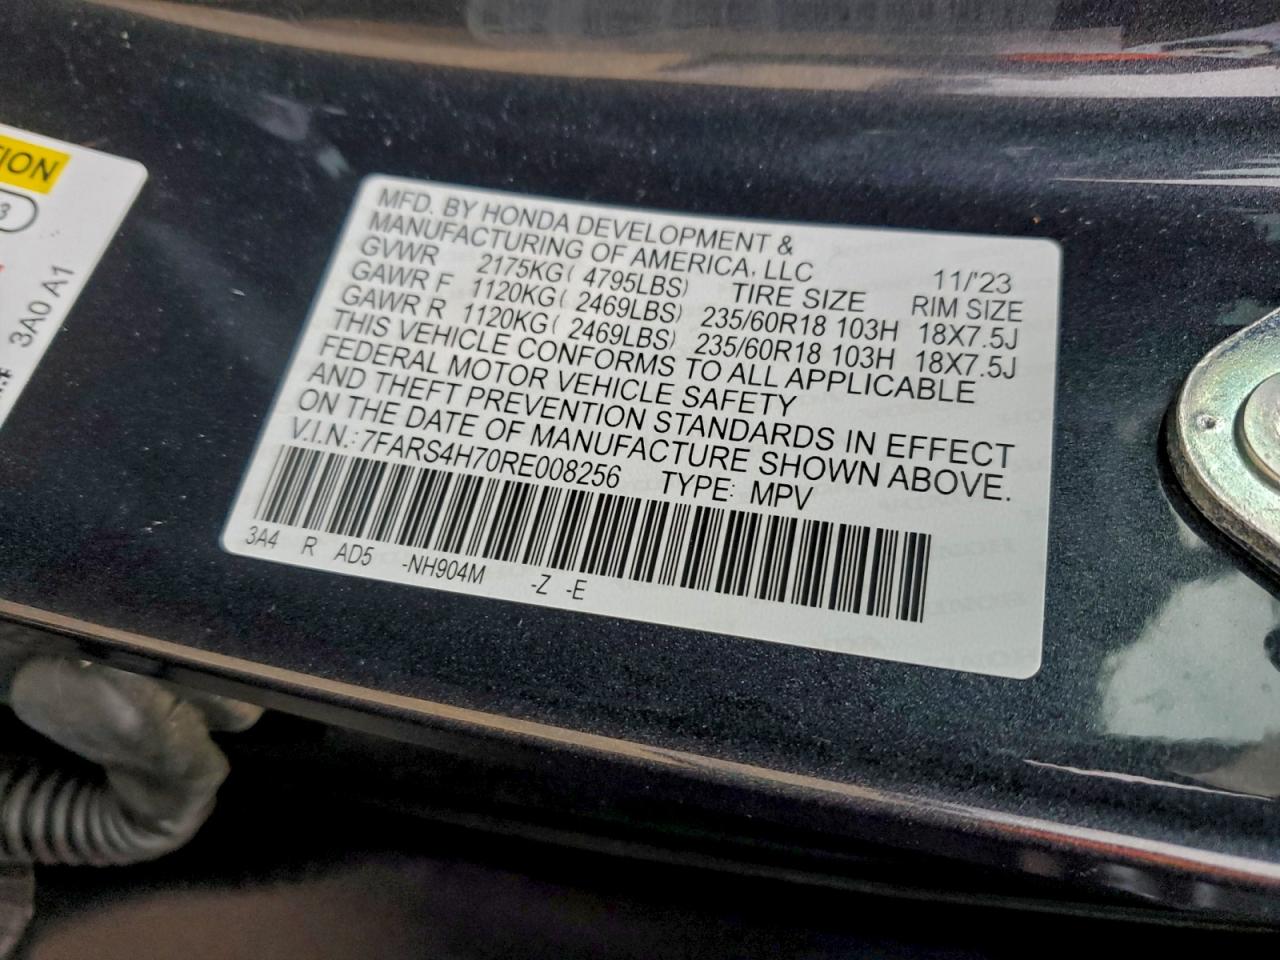 TION
3
3A0 A1
MFD. BY HONDA DEVELOPMENT &
MANUFACTURING OF AMERICA, LLC 11/'23
GVWR 2175KG( 4795LBS) TIRE SIZE RIM SIZE
GAWR F 1120KG( 2469LBS) 235/60R18 103H 18X7.5J
GAWR R 1120KG( 2469LBS) 235/60R18 103H 18X7.5J
THIS VEHICLE CONFORMS TO ALL APPLICABLE
FEDERAL MOTOR VEHICLE SAFETY
AND THEFT PREVENTION STANDARDS IN EFFECT
ON THE DATE OF MANUFACTURE SHOWN ABOVE.
V.I.N.: 7FARS4H70RE008256 TYPE: MPV
3A4 R AD5 -NH904M -Z -E